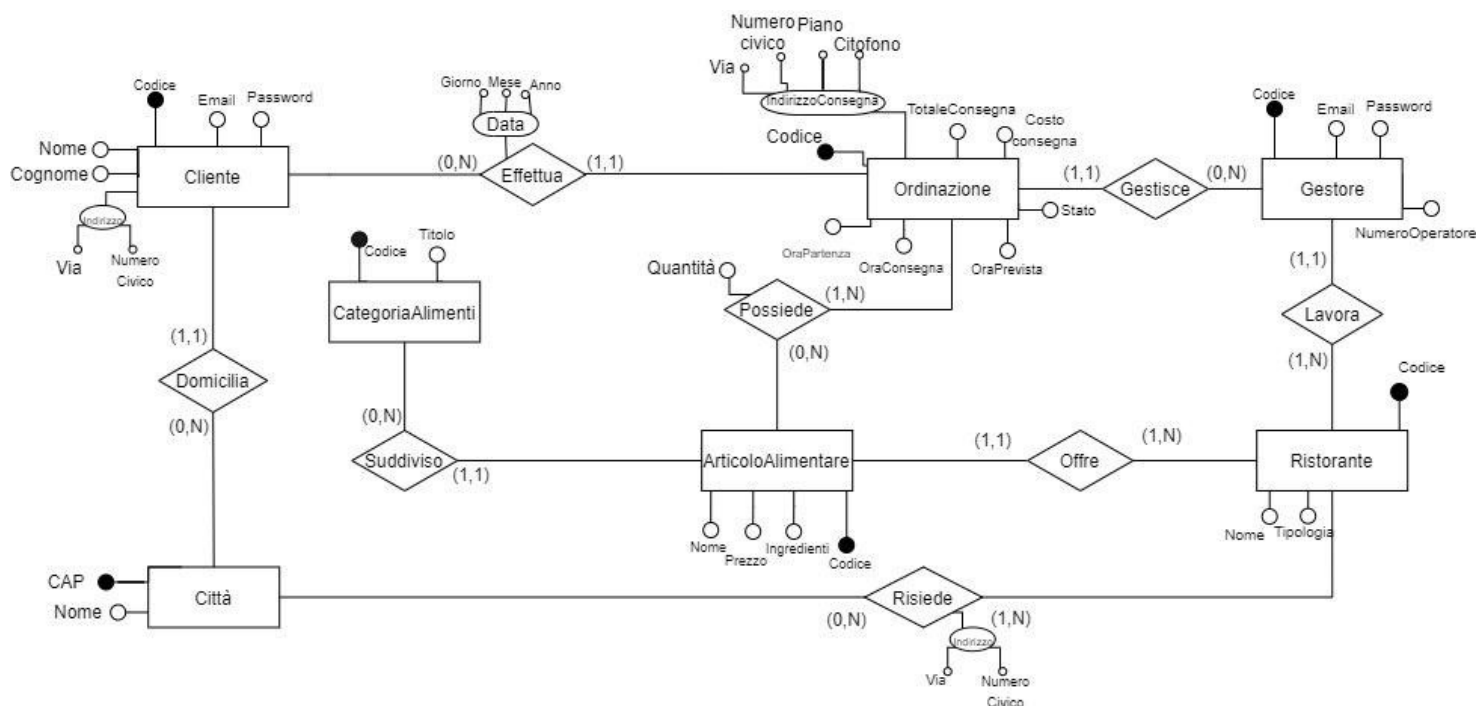 Numero Piano
civico Citofono
Via
IndirizzoConsegna
Codice
Email
Password
Nome
Cognome
Cliente
Indirizzo
Via
Numero
Civico
Giorno Mese Anno
Data
(0,N)
Effettua
(1,1)
Codice
TotaleConsegna
Costo
consegna
Ordinazione
Stato
OraPartenza
OraConsegna
OraPrevista
(1,1)
Gestisce
(0,N)
Codice
Email
Password
Gestore
NumeroOperatore
Codice
Titolo
CategoriaAlimenti
Quantità
Possiede
(1,N)
(0,N)
(1,1)
Lavora
(1,N)
(1,1)
Domicilia
(0,N)
(0,N)
Suddiviso
(1,1)
ArticoloAlimentare
Nome
Prezzo
Ingredienti
Codice
(1,1)
Offre
(1,N)
Codice
Ristorante
Nome
Tipologia
CAP
Nome
Città
(0,N)
Risiede
(1,N)
Indirizzo
Via
Numero
Civico